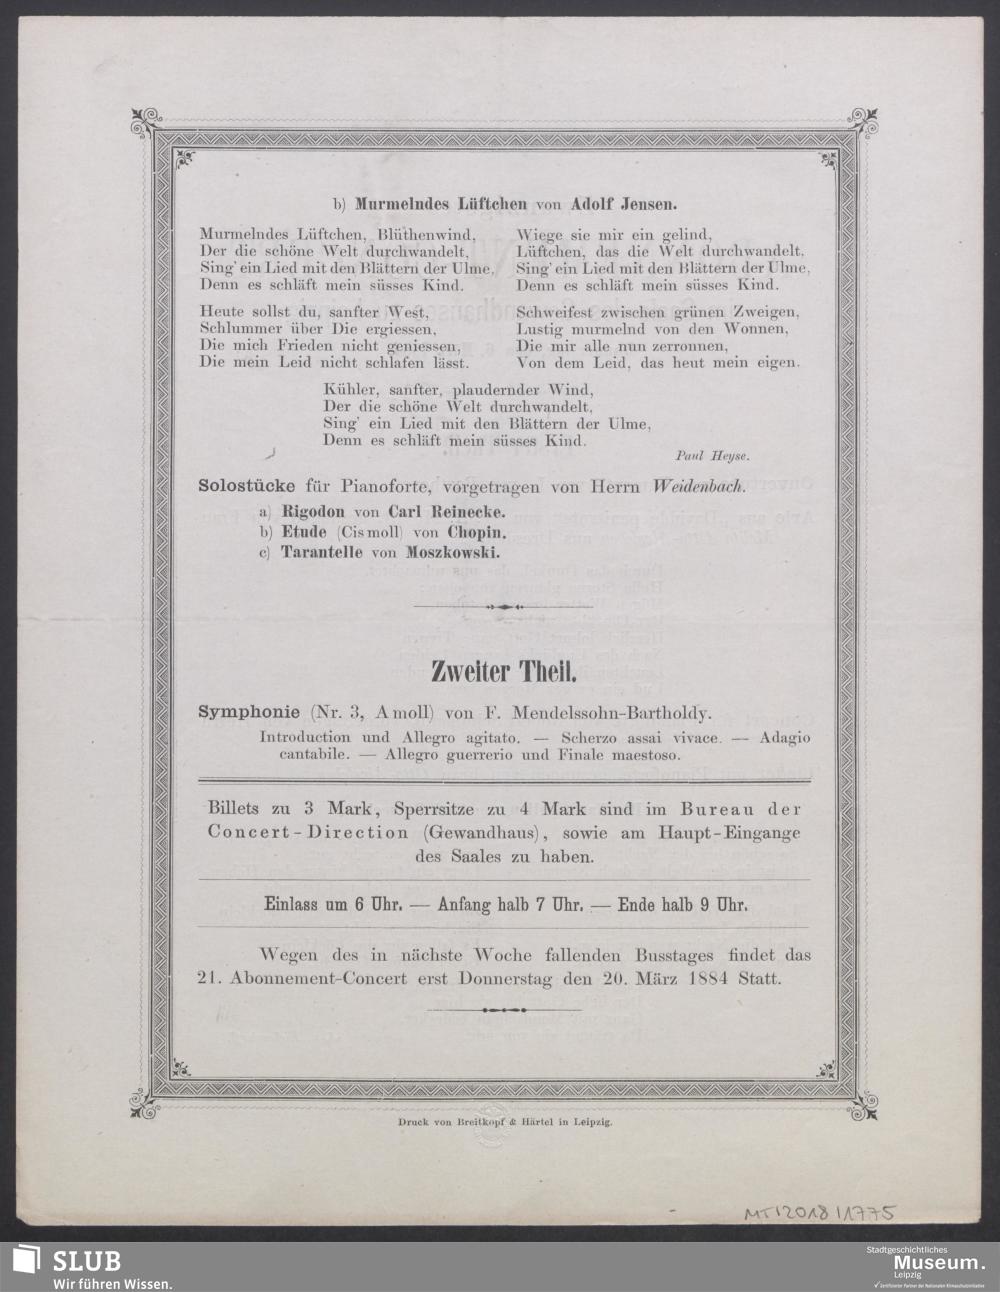 b) Murmelndes Lüftchen von Adolf Jensen.
Murmelndes Lüftchen, Blüthenwind,
Der die schöne Welt durchwandelt,
Sing' ein Lied mit den Blättern der Ulme,
Denn es schläft mein süsses Kind.
Heute sollst du, sanfter West,
Schlummer über Die ergiessen,
Die mich Frieden nicht geniessen,
Die mein Leid nicht schlafen lässt.
Wiege sie mir ein gelind,
Lüftchen, das die Welt durchwandelt,
Sing' ein Lied mit den Blättern der Ulme,
Denn es schläft mein süsses Kind.
Schweifest zwischen grünen Zweigen,
Lustig murmelnd von den Wonnen,
Die mir alle nun zerronnen,
Von dem Leid, das heut mein eigen.
Kühler, sanfter, plaudernder Wind,
Der die schöne Welt durchwandelt,
Sing' ein Lied mit den Blättern der Ulme,
Denn es schläft mein süsses Kind.
Paul Heyse.
Solostücke für Pianoforte, vorgetragen von Herrn Weidenbach.
a) Rigodon von Carl Reinecke.
b) Etude (Cismoll) von Chopin.
c) Tarantelle von Moszkowski.
Zweiter Theil.
Symphonie (Nr. 3, Amoll) von F. Mendelssohn-Bartholdy.
Introduction und Allegro agitato. — Scherzo assai vivace. — Adagio
cantabile. — Allegro guerrerio und Finale maestoso.
Billets zu 3 Mark, Sperrsitze zu 4 Mark sind im Bureau der
Concert-Direction (Gewandhaus), sowie am Haupt-Eingange
des Saales zu haben.
Einlass um 6 Uhr. — Anfang halb 7 Uhr. — Ende halb 9 Uhr.
Wegen des in nächste Woche fallenden Busstages findet das
21. Abonnement-Concert erst Donnerstag den 20. März 1884 Statt.
Druck von Breitkopf & Härtel in Leipzig.
MT12018/1775
SLUB
Wir führen Wissen.
Stadtgeschichtliches
Museum.
Leipzig
Zertifizierter Partner der Nationalen Klimaschutzinitiative